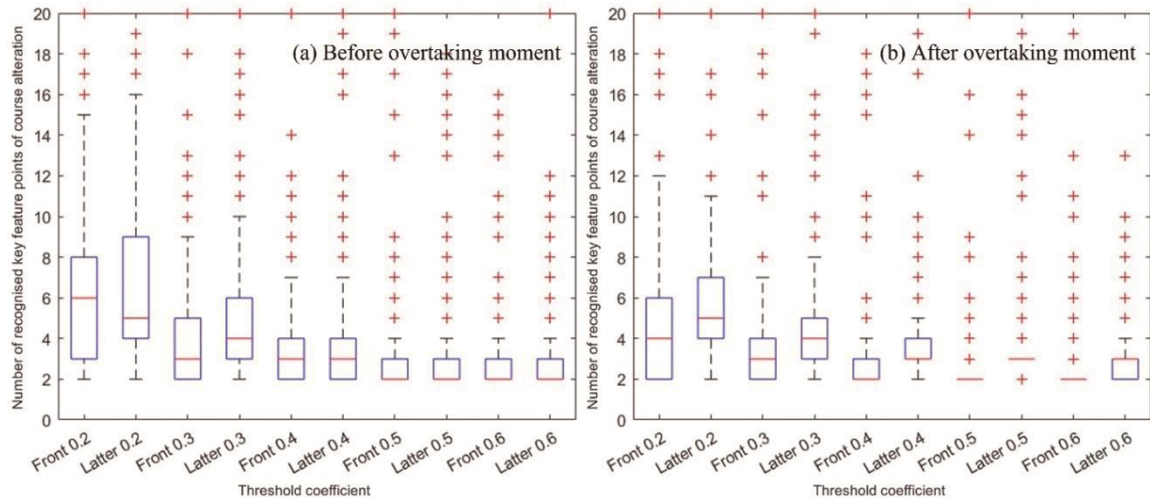 (a) Before overtaking moment
Number of recognised key feature points of course alteration
20
18
16
14
12
10
8
6
4
2
0
Front 0.2
Latter 0.2
Front 0.3
Latter 0.3
Front 0.4
Latter 0.4
Front 0.5
Latter 0.5
Front 0.6
Latter 0.6
Threshold coefficient
(b) After overtaking moment
Number of recognised key feature points of course alteration
20
18
16
14
12
10
8
6
4
2
0
Front 0.2
Latter 0.2
Front 0.3
Latter 0.3
Front 0.4
Latter 0.4
Front 0.5
Latter 0.5
Front 0.6
Latter 0.6
Threshold coefficient